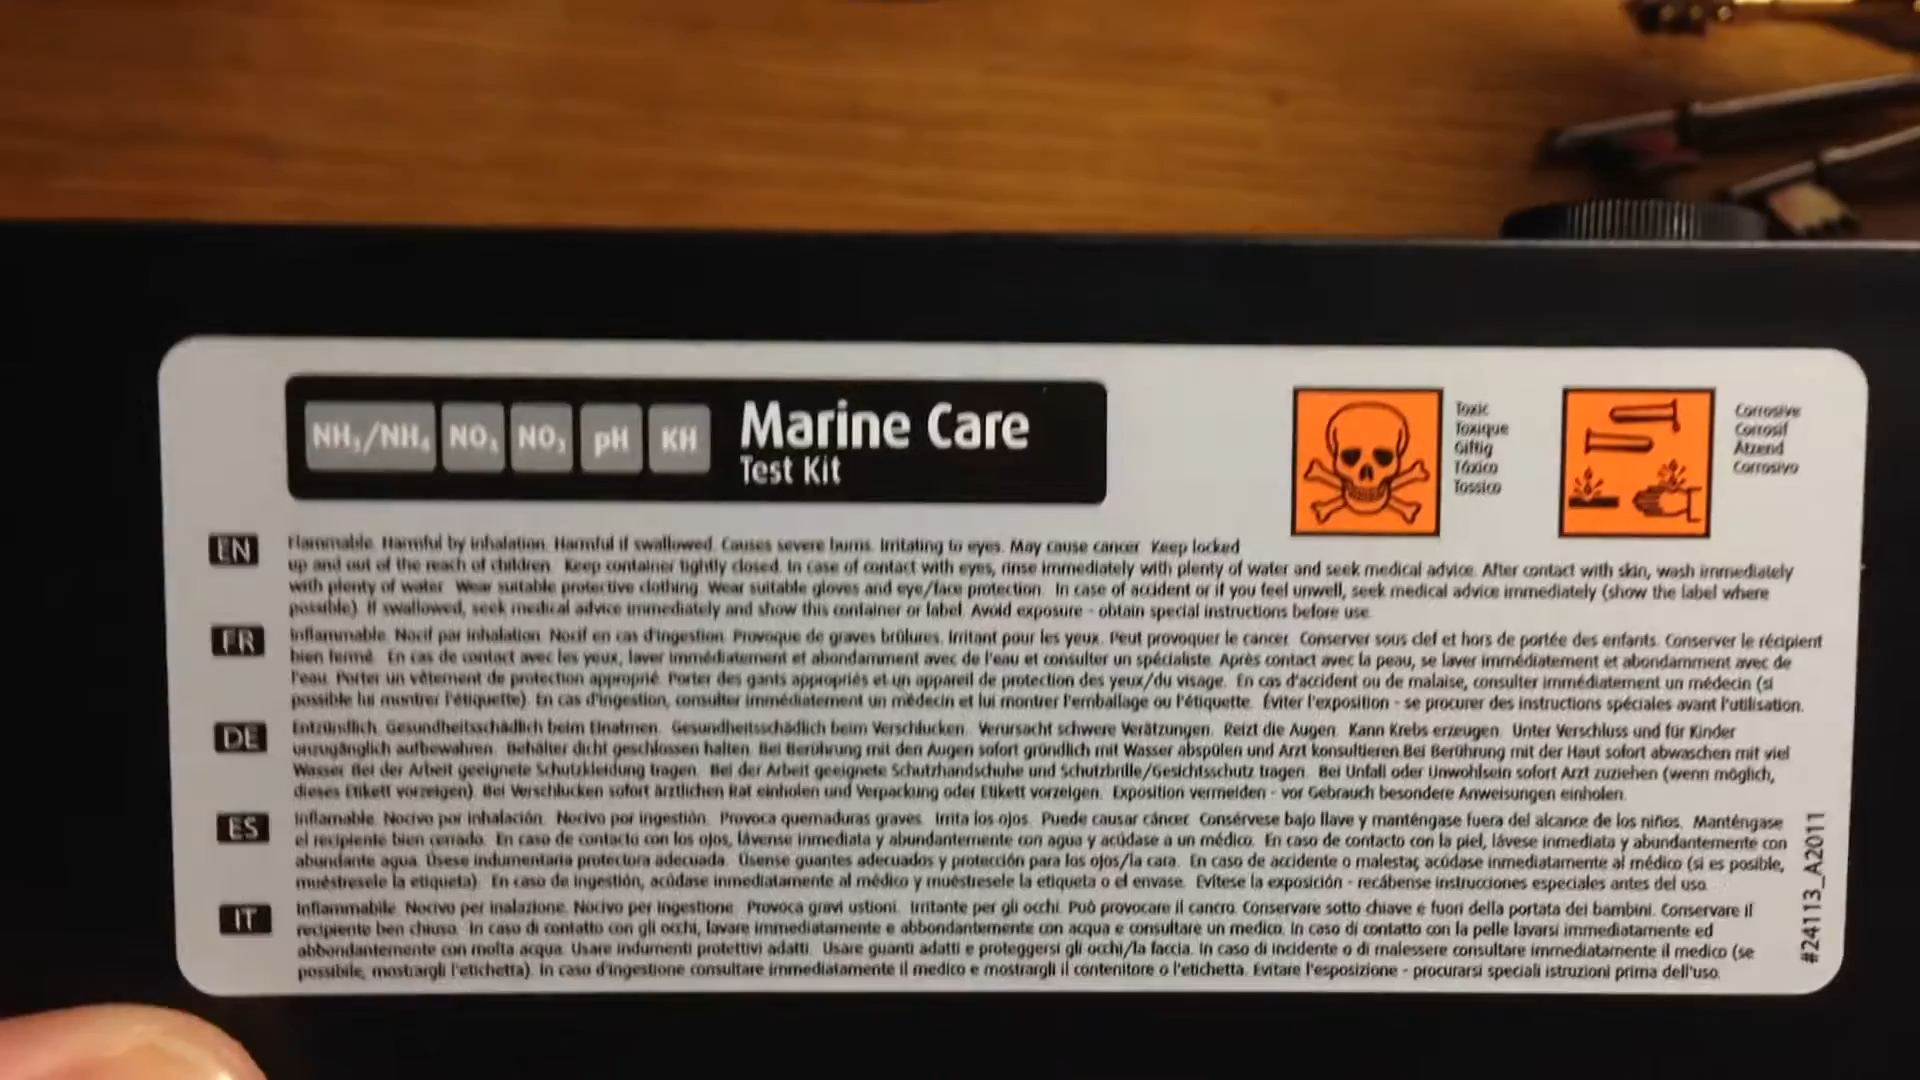 NH₃/NH₄ NO₂ NO₃ pH KH Marine Care
Test Kit
Toxic
Toxique
Giftig
Tóxico
Tossico
Corrosive
Corrosif
Ätzend
Corrosivo
EN Flammable. Harmful by inhalation. Harmful if swallowed. Causes severe burns. Irritating to eyes. May cause cancer. Keep locked
up and out of the reach of children. Keep container tightly closed. In case of contact with eyes, rinse immediately with plenty of water and seek medical advice. After contact with skin, wash immediately
with plenty of water. Wear suitable protective clothing. Wear suitable gloves and eye/face protection. In case of accident or if you feel unwell, seek medical advice immediately (show the label where
possible). If swallowed, seek medical advice immediately and show this container or label. Avoid exposure - obtain special instructions before use.
FR Inflammable. Nocif par inhalation. Nocif en cas d'ingestion. Provoque de graves brûlures. Irritant pour les yeux. Peut provoquer le cancer. Conserver sous clef et hors de portée des enfants. Conserver le récipient
bien fermé. En cas de contact avec les yeux, laver immédiatement et abondamment avec de l'eau et consulter un spécialiste. Après contact avec la peau, se laver immédiatement et abondamment avec de
l'eau. Porter un vêtement de protection approprié. Porter des gants appropriés et un appareil de protection des yeux/du visage. En cas d'accident ou de malaise, consulter immédiatement un médecin (si
possible lui montrer l'étiquette). En cas d'ingestion, consulter immédiatement un médecin et lui montrer l'emballage ou l'étiquette. Éviter l'exposition - se procurer des instructions spéciales avant l'utilisation.
DE Entzündlich. Gesundheitsschädlich beim Einatmen. Gesundheitsschädlich beim Verschlucken. Verursacht schwere Verätzungen. Reizt die Augen. Kann Krebs erzeugen. Unter Verschluss und für Kinder
unzugänglich aufbewahren. Behälter dicht geschlossen halten. Bei Berührung mit den Augen sofort gründlich mit Wasser abspülen und Arzt konsultieren Bei Berührung mit der Haut sofort abwaschen mit viel
Wasser. Bei der Arbeit geeignete Schutzkleidung tragen. Bei der Arbeit geeignete Schutzhandschuhe und Schutzbrille/Gesichtsschutz tragen. Bei Unfall oder Unwohlsein sofort Arzt zuziehen (wenn möglich,
dieses Etikett vorzeigen). Bei Verschlucken sofort ärztlichen Rat einholen und Verpackung oder Etikett vorzeigen. Exposition vermeiden - vor Gebrauch besondere Anweisungen einholen.
ES Inflamable. Nocivo por inhalación. Nocivo por ingestión. Provoca quemaduras graves. Irrita los ojos. Puede causar cáncer. Consérvese bajo llave y manténgase fuera del alcance de los niños. Manténgase
el recipiente bien cerrado. En caso de contacto con los ojos, lávense inmediata y abundantemente con agua y acúdase a un médico. En caso de contacto con la piel, lávese inmediata y abundantemente con
abundante agua. Úsese indumentaria protectora adecuada. Úsense guantes adecuados y protección para los ojos/la cara. En caso de accidente o malestar, acúdase inmediatamente al médico (si es posible,
muéstresele la etiqueta). En caso de ingestión, acúdase inmediatamente al médico y muéstresele la etiqueta o el envase. Evítese la exposición - recábense instrucciones especiales antes del uso.
IT Infiammabile. Nocivo per inalazione. Nocivo per ingestione. Provoca gravi ustioni. Irritante per gli occhi. Può provocare il cancro. Conservare sotto chiave e fuori della portata dei bambini. Conservare il
recipiente ben chiuso. In caso di contatto con gli occhi, lavare immediatamente e abbondantemente con acqua e consultare un medico. In caso di contatto con la pelle lavarsi immediatamente ed
abbondantemente con molta acqua. Usare indumenti protettivi adatti. Usare guanti adatti e proteggersi gli occhi/la faccia. In caso di incidente o di malessere consultare immediatamente il medico (se
possibile, mostrargli l'etichetta). In caso d'ingestione consultare immediatamente il medico e mostrargli il contenitore o l'etichetta. Evitare l'esposizione - procurarsi speciali istruzioni prima dell'uso.
#24113_A2011